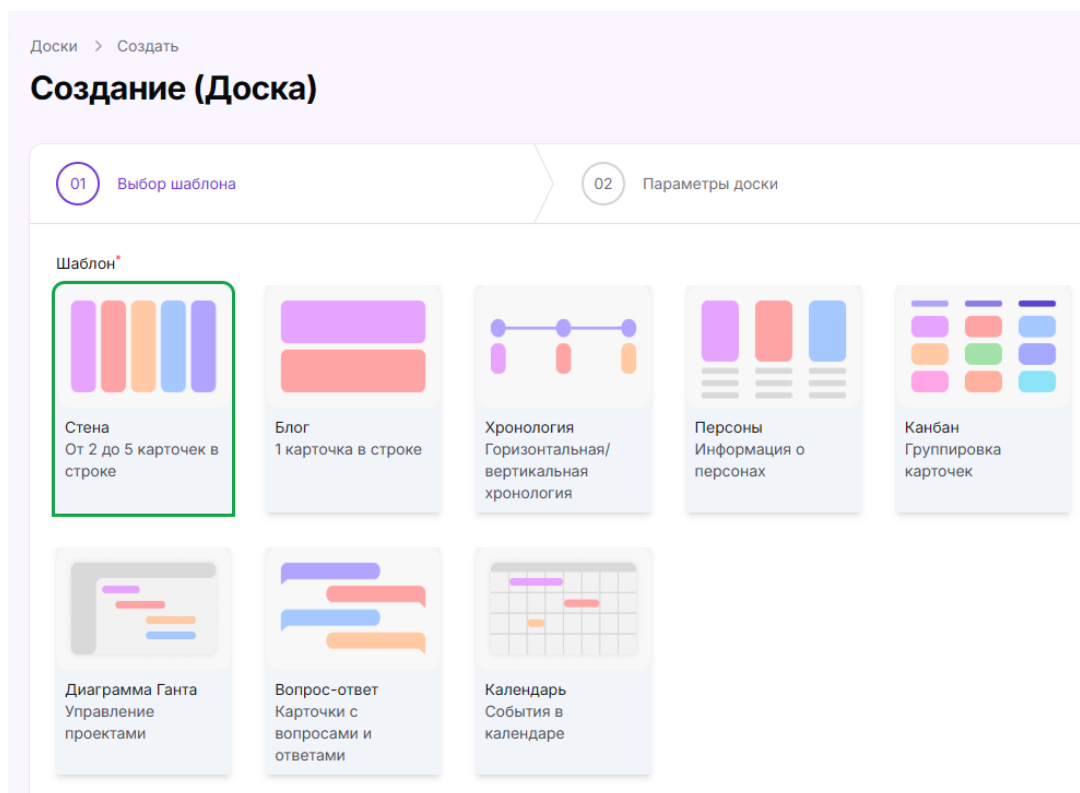 Доски > Создать
Создание (Доска)
01 Выбор шаблона
02 Параметры доски
Шаблон*
Стена
От 2 до 5 карточек в
строке
Блог
1 карточка в строке
Хронология
Горизонтальная/
вертикальная
хронология
Персоны
Информация о
персонах
Канбан
Группировка
карточек
Диаграмма Ганта
Управление
проектами
Вопрос-ответ
Карточки с
вопросами и
ответами
Календарь
События в
календаре